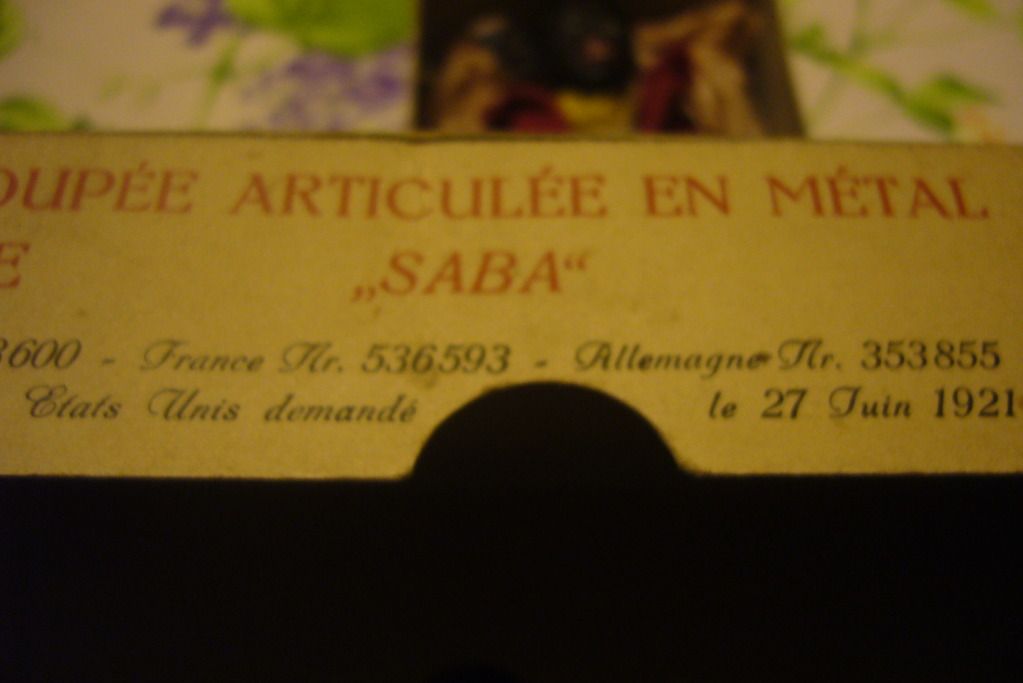 OUPÉE ARTICULÉE EN MÉTAL
E „SABA“
3600 - France Nr. 536593 - Allemagne Nr. 353855
Etats Unis demandé le 27 Juin 1921